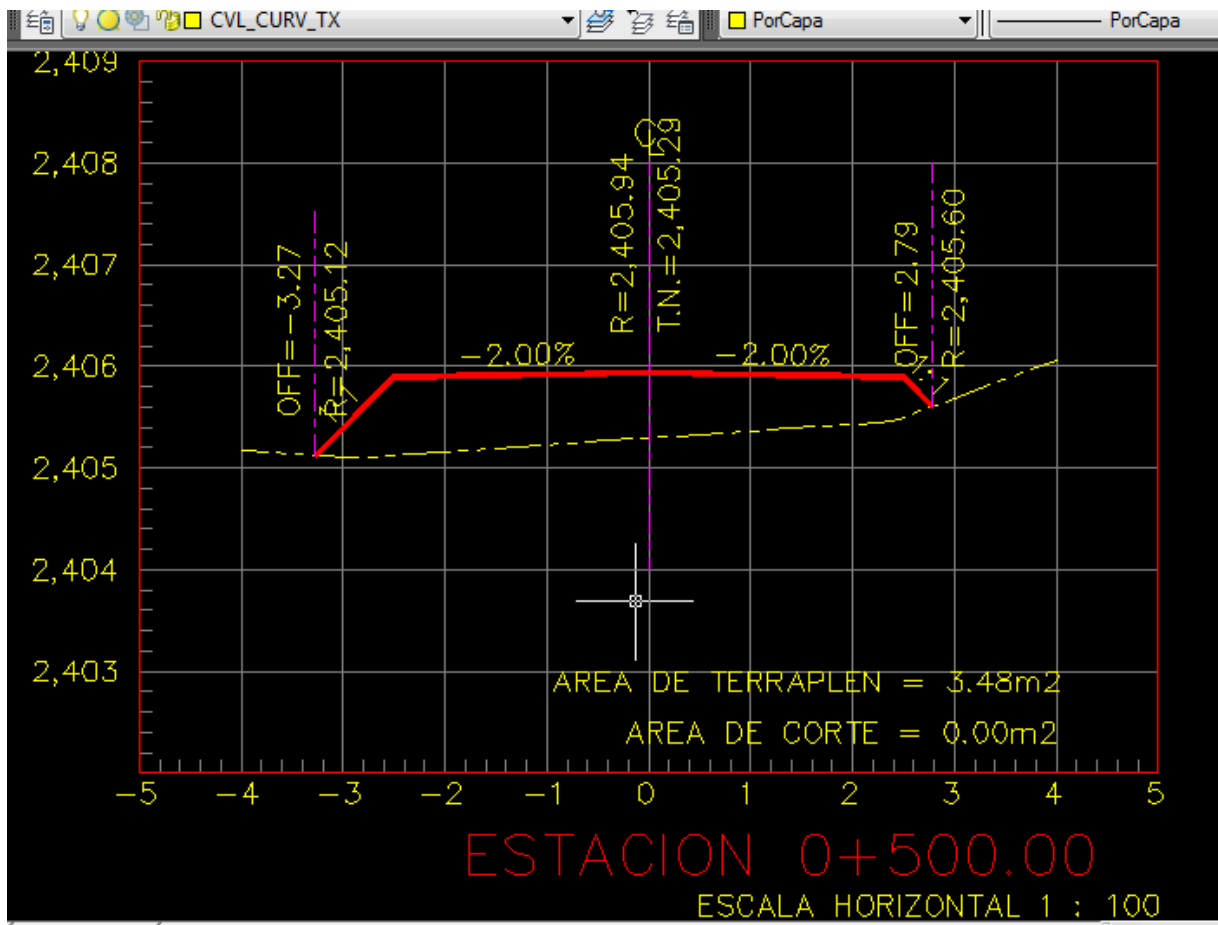 CVL_CURV_TX
PorCapa
PorCapa
2,409
2,408
2,407
2,406
2,405
2,404
2,403
OFF=-3.27
R=2,405.12
R=2,405.94
T.N.=2,405.29
OFF=2.79
R=2,405.60
-2.00%
-2.00%
AREA DE TERRAPLEN = 3.48m2
AREA DE CORTE = 0.00m2
-5 -4 -3 -2 -1 0 1 2 3 4 5
ESTACION 0+500.00
ESCALA HORIZONTAL 1 : 100